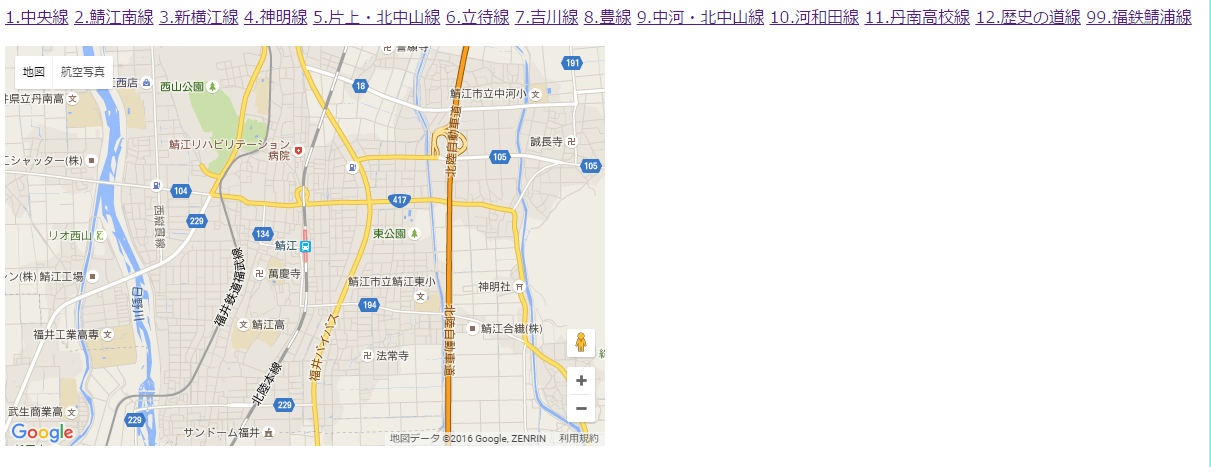 1.中央線 2.鯖江南線 3.新横江線 4.神明線 5.片上・北中山線 6.立待線 7.吉川線 8.豊線 9.中河・北中山線 10.河和田線 11.丹南高校線 12.歴史の道線 99.福鉄鯖浦線
地図 航空写真
191
西山公園
18
鯖江市立中河小
井県立丹南高
北陸自動車道
誠長寺
鯖江リハビリテーション
病院
ニシャッター(株)
105
105
104
417
西縦貫線
229
134
東公園
リオ西山
鯖江
萬慶寺
ン(株) 鯖江工場
鯖江市立鯖江東小
神明社
日野川
福井鉄道福武線
194
鯖江高
福井工業高専
福井バイパス
北陸自動車道
鯖江合繊(株)
法常寺
北陸本線
武生商業高
229
229
サンドーム福井
+
−
Google
地図データ ©2016 Google, ZENRIN
利用規約